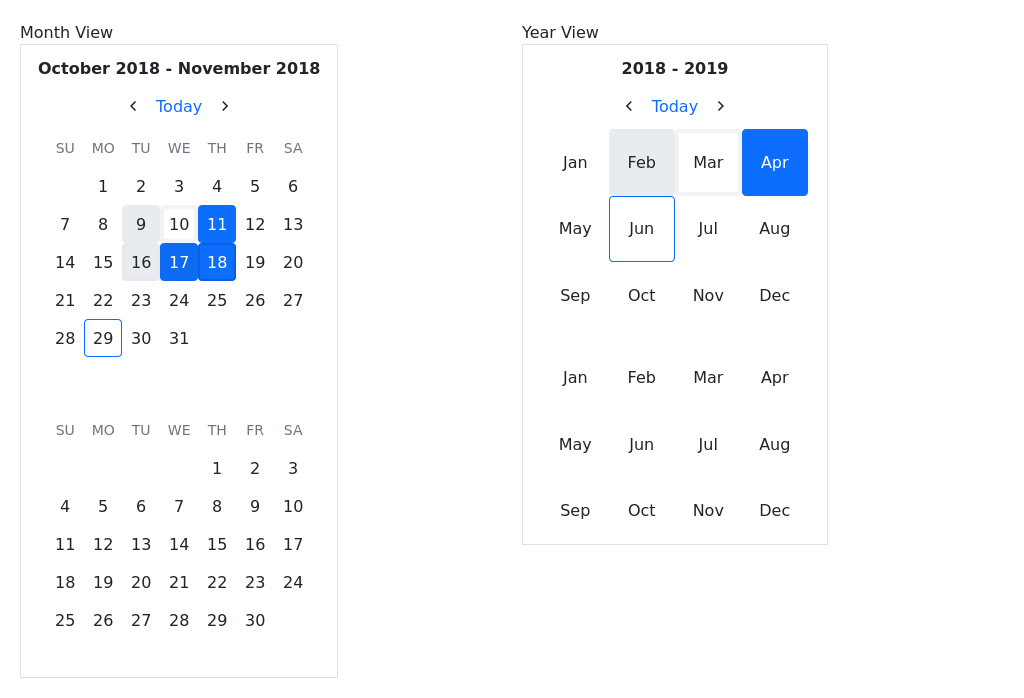 Month View
October 2018 - November 2018
Today
SU MO TU WE TH FR SA
1 2 3 4 5 6
7 8 9 10 11 12 13
14 15 16 17 18 19 20
21 22 23 24 25 26 27
28 29 30 31
SU MO TU WE TH FR SA
1 2 3
4 5 6 7 8 9 10
11 12 13 14 15 16 17
18 19 20 21 22 23 24
25 26 27 28 29 30
Year View
2018 - 2019
Today
Jan Feb Mar Apr
May Jun Jul Aug
Sep Oct Nov Dec
Jan Feb Mar Apr
May Jun Jul Aug
Sep Oct Nov Dec